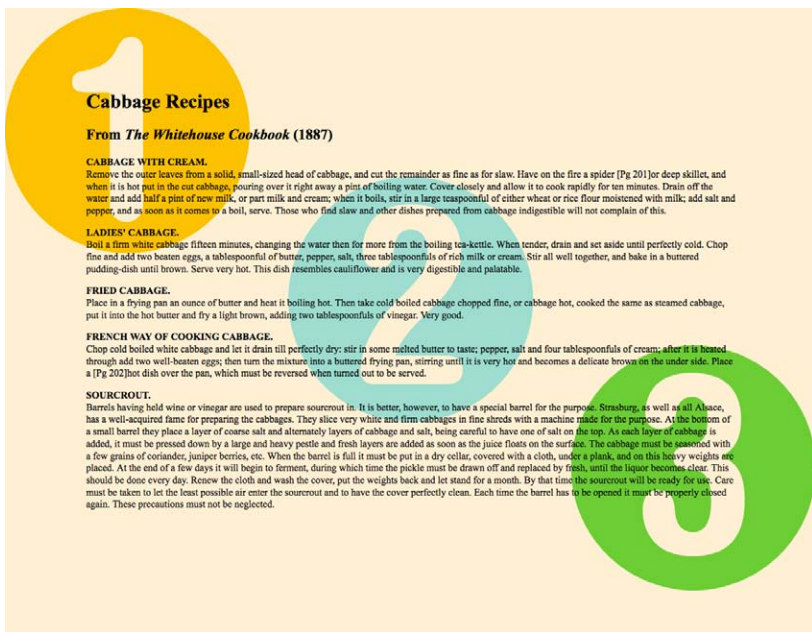 1
Cabbage Recipes
From The Whitehouse Cookbook (1887)
CABBAGE WITH CREAM.
Remove the outer leaves from a solid, small-sized head of cabbage, and cut the remainder as fine as for slaw. Have on the fire a spider [Pg 201]or deep skillet, and
when it is hot put in the cut cabbage, pouring over it right away a pint of boiling water. Cover closely and allow it to cook rapidly for ten minutes. Drain off the
water and add half a pint of new milk, or part milk and cream; when it boils, stir in a large teaspoonful of either wheat or rice flour moistened with milk; add salt and
pepper, and as soon as it comes to a boil, serve. Those who find slaw and other dishes prepared from cabbage indigestible will not complain of this.
LADIES' CABBAGE.
Boil a firm white cabbage fifteen minutes, changing the water then for more from the boiling tea-kettle. When tender, drain and set aside until perfectly cold. Chop
fine and add two beaten eggs, a tablespoonful of butter, pepper, salt, three tablespoonfuls of rich milk or cream. Stir all well together, and bake in a buttered
pudding-dish until brown. Serve very hot. This dish resembles cauliflower and is very digestible and palatable.
2
FRIED CABBAGE.
Place in a frying pan an ounce of butter and heat it boiling hot. Then take cold boiled cabbage chopped fine, or cabbage hot, cooked the same as steamed cabbage,
put it into the hot butter and fry a light brown, adding two tablespoonfuls of vinegar. Very good.
FRENCH WAY OF COOKING CABBAGE.
Chop cold boiled white cabbage and let it drain till perfectly dry: stir in some melted butter to taste; pepper, salt and four tablespoonfuls of cream; after it is heated
through add two well-beaten eggs; then turn the mixture into a buttered frying pan, stirring until it is very hot and becomes a delicate brown on the under side. Place
a [Pg 202]hot dish over the pan, which must be reversed when turned out to be served.
SOURCROUT.
Barrels having held wine or vinegar are used to prepare sourcrout in. It is better, however, to have a special barrel for the purpose. Strasburg, as well as all Alsace,
has a well-acquired fame for preparing the cabbages. They slice very white and firm cabbages in fine shreds with a machine made for the purpose. At the bottom of
a small barrel they place a layer of coarse salt and alternately layers of cabbage and salt, being careful to have one of salt on the top. As each layer of cabbage is
added, it must be pressed down by a large and heavy pestle and fresh layers are added as soon as the juice floats on the surface. The cabbage must be seasoned with
a few grains of coriander, juniper berries, etc. When the barrel is full it must be put in a dry cellar, covered with a cloth, under a plank, and on this heavy weights are
placed. At the end of a few days it will begin to ferment, during which time the pickle must be drawn off and replaced by fresh, until the liquor becomes clear. This
should be done every day. Renew the cloth and wash the cover, put the weights back and let stand for a month. By that time the sourcrout will be ready for use. Care
must be taken to let the least possible air enter the sourcrout and to have the cover perfectly clean. Each time the barrel has to be opened it must be properly closed
again. These precautions must not be neglected.
3